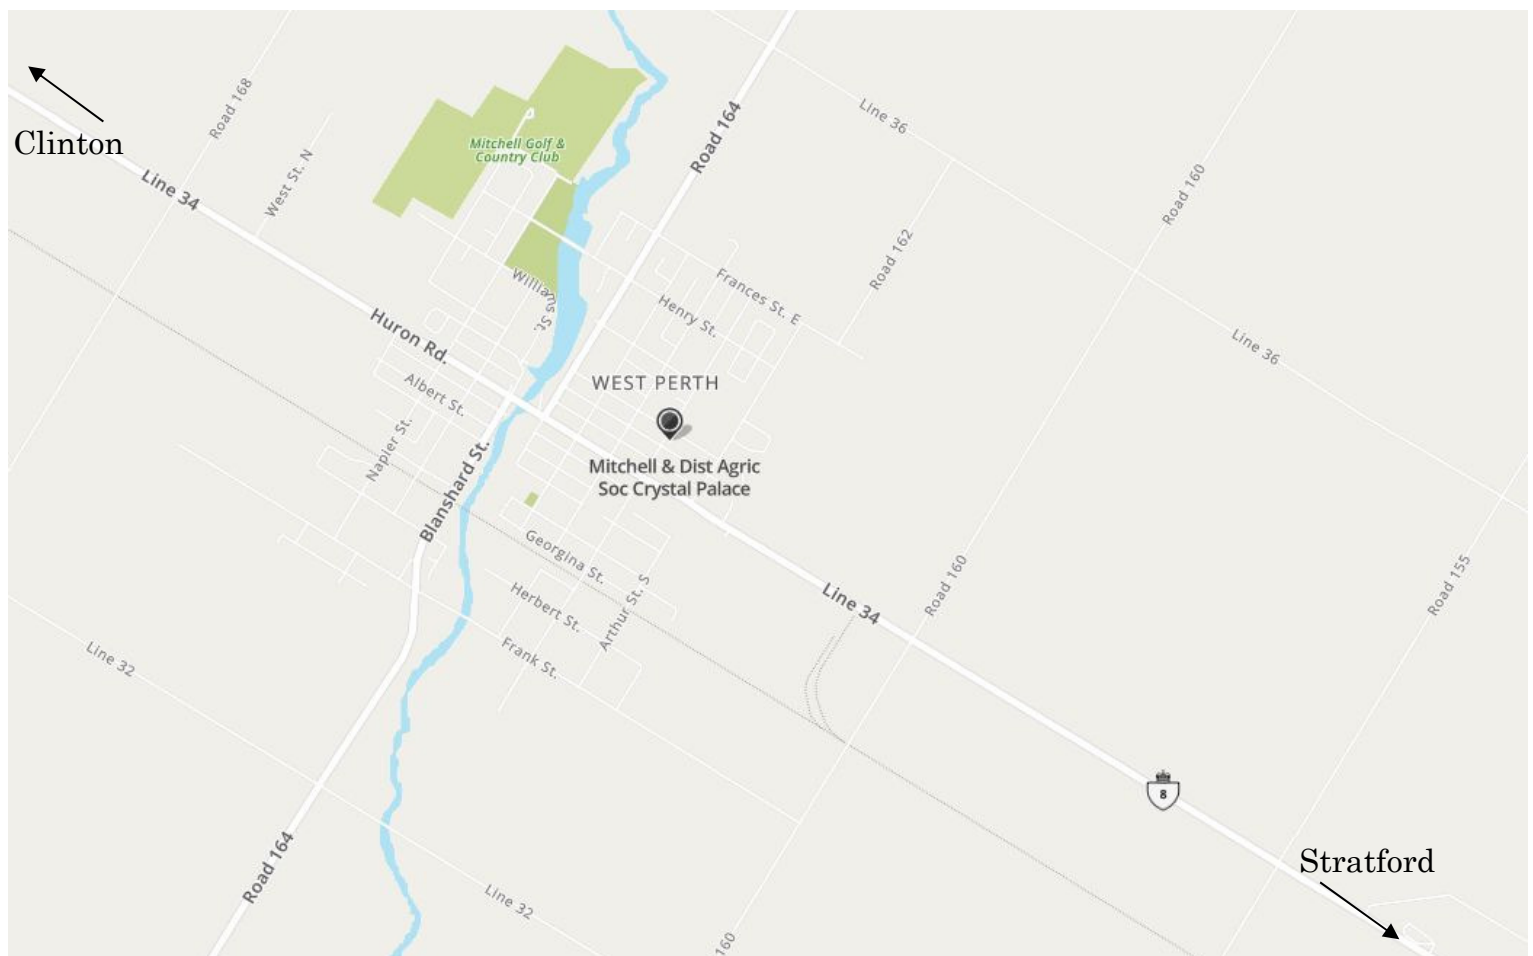 Road 168
Clinton
Line 34
West St. N
Mitchell Golf &
Country Club
Road 164
Line 36
Road 160
Road 162
Williams St.
Frances St. E
Henry St.
Huron Rd.
Line 36
Albert St.
WEST PERTH
Napier St.
Blanshard St.
Mitchell & Dist Agric
Soc Crystal Palace
Georgina St.
Herbert St.
Arthur St. S
Line 34
Road 160
Road 155
Line 32
Frank St.
8
Road 164
Stratford
Line 32
160